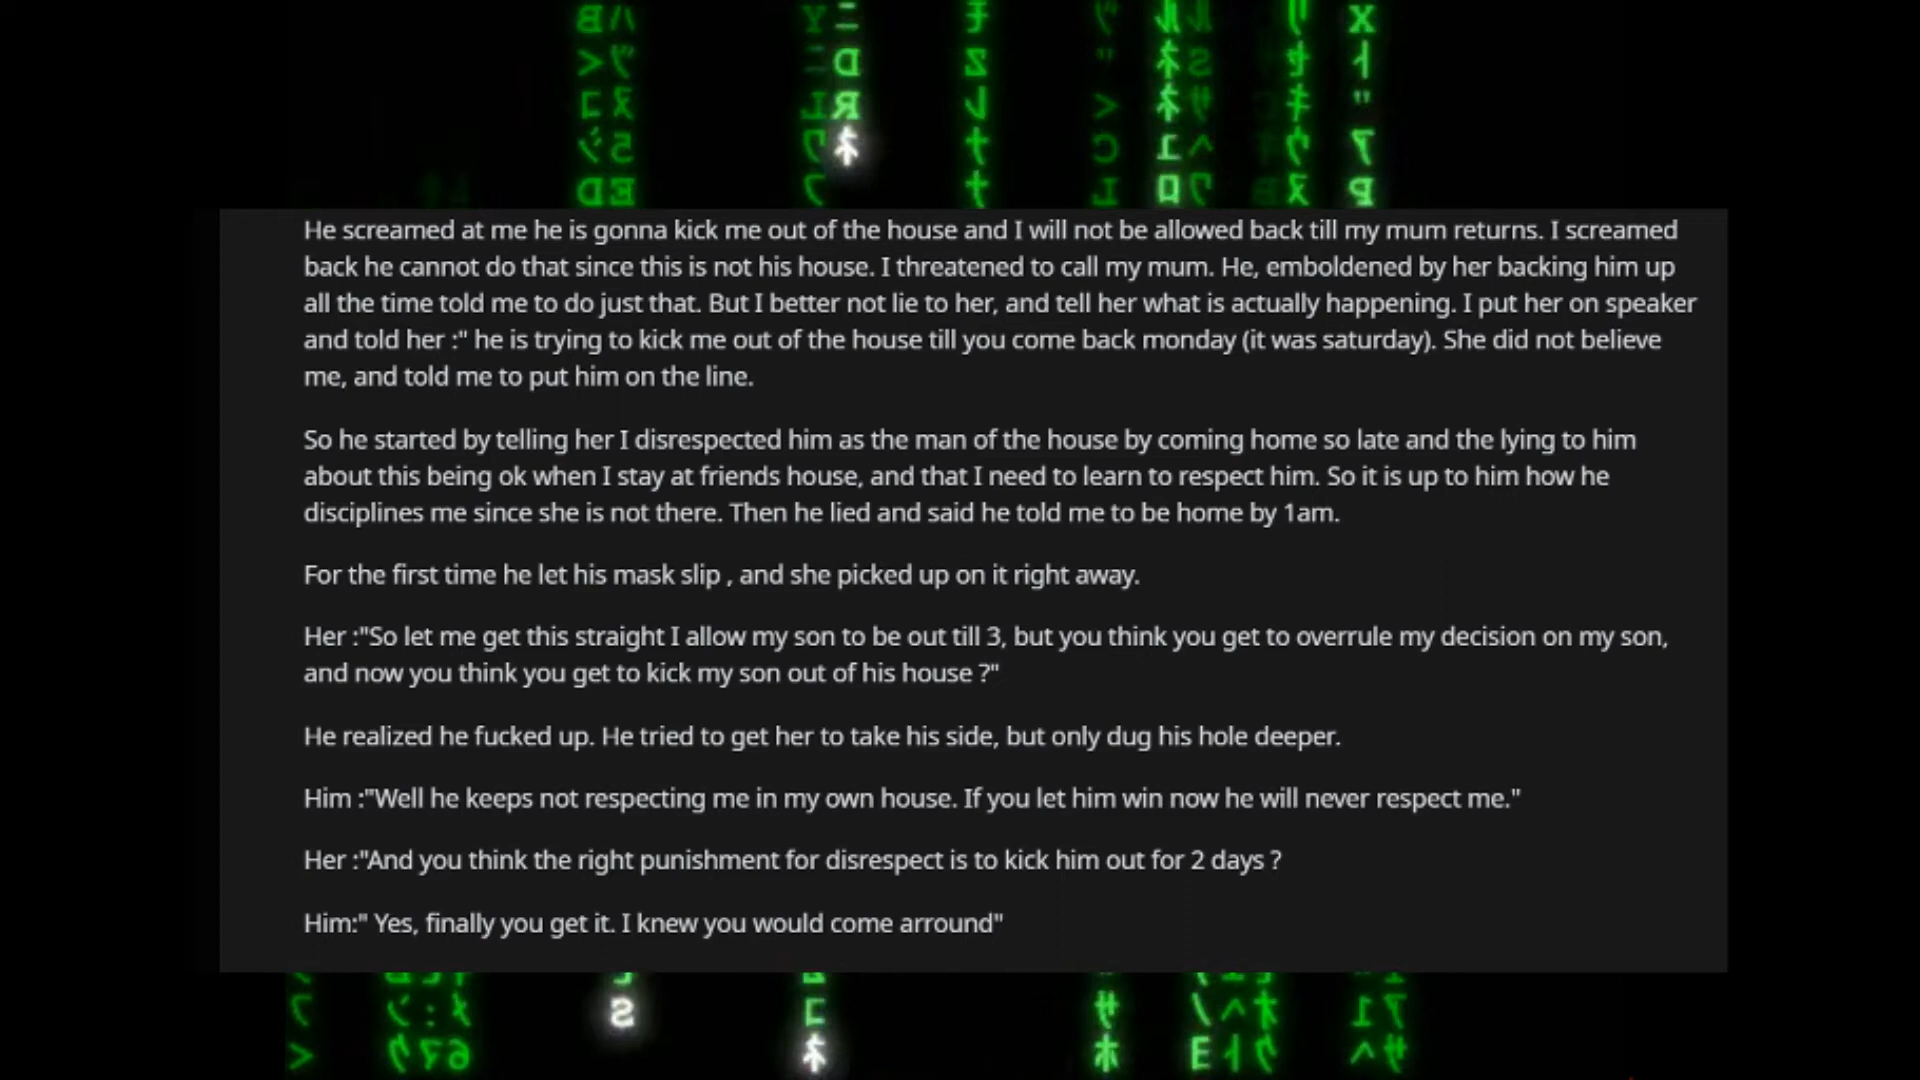 He screamed at me he is gonna kick me out of the house and I will not be allowed back till my mum returns. I screamed
back he cannot do that since this is not his house. I threatened to call my mum. He, emboldened by her backing him up
all the time told me to do just that. But I better not lie to her, and tell her what is actually happening. I put her on speaker
and told her :" he is trying to kick me out of the house till you come back monday (it was saturday). She did not believe
me, and told me to put him on the line.
So he started by telling her I disrespected him as the man of the house by coming home so late and the lying to him
about this being ok when I stay at friends house, and that I need to learn to respect him. So it is up to him how he
disciplines me since she is not there. Then he lied and said he told me to be home by 1am.
For the first time he let his mask slip , and she picked up on it right away.
Her :"So let me get this straight I allow my son to be out till 3, but you think you get to overrule my decision on my son,
and now you think you get to kick my son out of his house ?"
He realized he fucked up. He tried to get her to take his side, but only dug his hole deeper.
Him :"Well he keeps not respecting me in my own house. If you let him win now he will never respect me."
Her :"And you think the right punishment for disrespect is to kick him out for 2 days ?
Him:" Yes, finally you get it. I knew you would come arround"